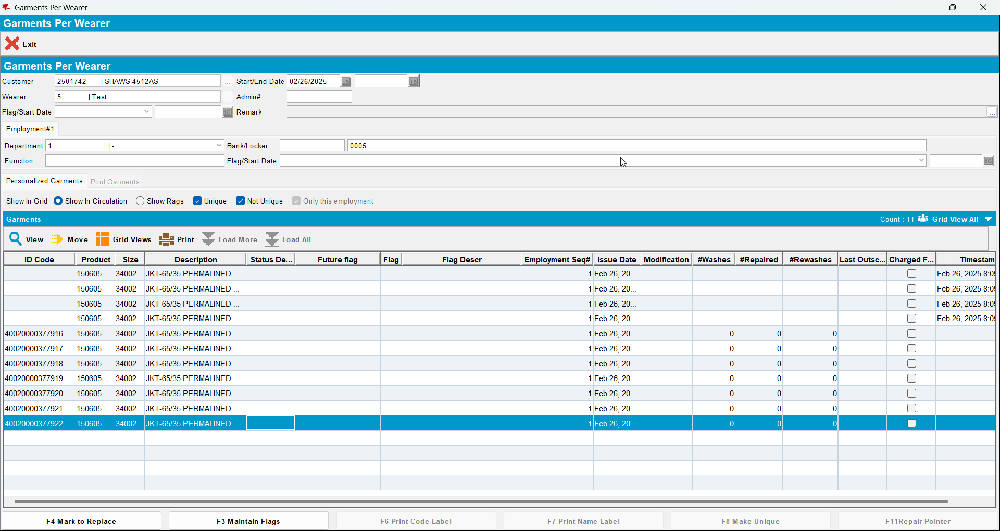 Garments Per Wearer
Garments Per Wearer
Exit
Garments Per Wearer
Customer 2501742 | SHAWS 4512AS ... Start/End Date 02/26/2025 16 16
Wearer 5 | Test ... Admin#
Flag/Start Date 16 Remark ...
Employment#1
Department 1 | - Bank/Locker 0005
Function Flag/Start Date 16
Personalized Garments Pool Garments
Show In Grid Show In Circulation Show Rags Unique Not Unique Only this employment
Garments Count : 11 Grid View All
View Move Grid Views Print Load More Load All
ID Code Product Size Description Status De... Future flag Flag Flag Descr Employment Seq# Issue Date Modification #Washes #Repaired #Rewashes Last Outsc... Charged F... Timestam
150605 34002 JKT-65/35 PERMALINED ... 1 Feb 26, 20... Feb 26, 2025 8:09
150605 34002 JKT-65/35 PERMALINED ... 1 Feb 26, 20... Feb 26, 2025 8:09
150605 34002 JKT-65/35 PERMALINED ... 1 Feb 26, 20... Feb 26, 2025 8:09
150605 34002 JKT-65/35 PERMALINED ... 1 Feb 26, 20... Feb 26, 2025 8:09
40020000377916 150605 34002 JKT-65/35 PERMALINED ... 1 Feb 26, 20... 0 0 0
40020000377917 150605 34002 JKT-65/35 PERMALINED ... 1 Feb 26, 20... 0 0 0
40020000377918 150605 34002 JKT-65/35 PERMALINED ... 1 Feb 26, 20... 0 0 0
40020000377919 150605 34002 JKT-65/35 PERMALINED ... 1 Feb 26, 20... 0 0 0
40020000377920 150605 34002 JKT-65/35 PERMALINED ... 1 Feb 26, 20... 0 0 0
40020000377921 150605 34002 JKT-65/35 PERMALINED ... 1 Feb 26, 20... 0 0 0
40020000377922 150605 34002 JKT-65/35 PERMALINED ... 1 Feb 26, 20... 0 0 0
F4 Mark to Replace F3 Maintain Flags F6 Print Code Label F7 Print Name Label F8 Make Unique F11Repair Pointer